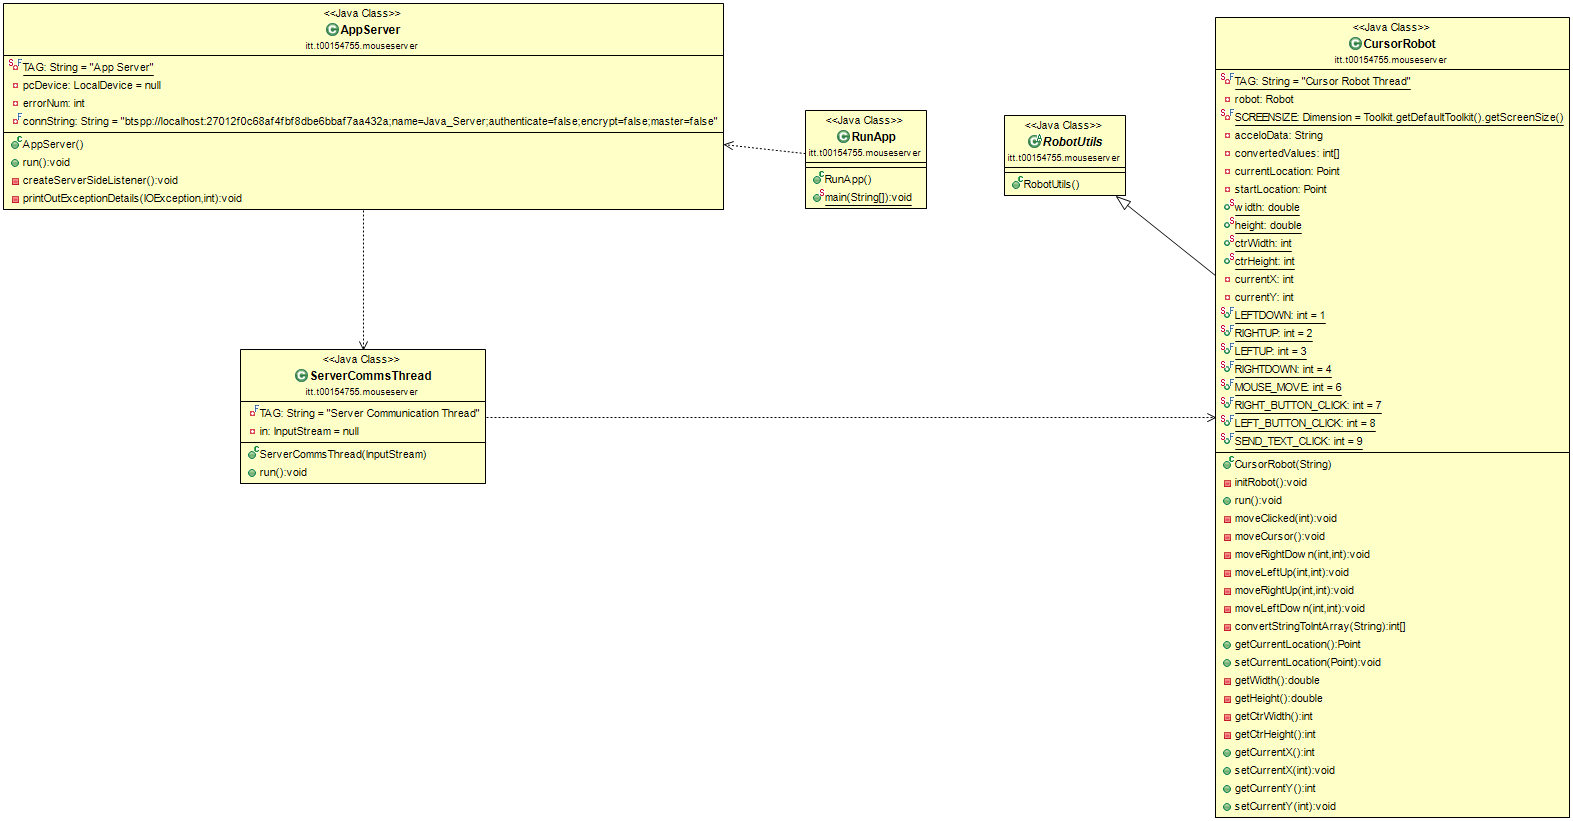 <<Java Class>>
AppServer
itt.t00154755.mouseserver
TAG: String = "App Server"
pcDevice: LocalDevice = null
errorNum: int
connString: String = "btspp://localhost:27012f0c68af4fbf8dbe6bbaf7aa432a;name=Java_Server;authenticate=false;encrypt=false;master=false"
AppServer()
run():void
createServerSideListener():void
printOutExceptionDetails(IOException,int):void
<<Java Class>>
RunApp
itt.t00154755.mouseserver
RunApp()
main(String[]):void
<<Java Class>>
RobotUtils
itt.t00154755.mouseserver
RobotUtils()
<<Java Class>>
ServerCommsThread
itt.t00154755.mouseserver
TAG: String = "Server Communication Thread"
in: InputStream = null
ServerCommsThread(InputStream)
run():void
<<Java Class>>
CursorRobot
itt.t00154755.mouseserver
TAG: String = "Cursor Robot Thread"
robot: Robot
SCREENSIZE: Dimension = Toolkit.getDefaultToolkit().getScreenSize()
acceloData: String
convertedValues: int[]
currentLocation: Point
startLocation: Point
width: double
height: double
ctrWidth: int
ctrHeight: int
currentX: int
currentY: int
LEFTDOWN: int = 1
RIGHTUP: int = 2
LEFTUP: int = 3
RIGHTDOWN: int = 4
MOUSE_MOVE: int = 6
RIGHT_BUTTON_CLICK: int = 7
LEFT_BUTTON_CLICK: int = 8
SEND_TEXT_CLICK: int = 9
CursorRobot(String)
initRobot():void
run():void
moveClicked(int):void
moveCursor():void
moveRightDown(int,int):void
moveLeftUp(int,int):void
moveRightUp(int,int):void
moveLeftDown(int,int):void
convertStringToIntArray(String):int[]
getCurrentLocation():Point
setCurrentLocation(Point):void
getWidth():double
getHeight():double
getCtrWidth():int
getCtrHeight():int
getCurrentX():int
setCurrentX(int):void
getCurrentY():int
setCurrentY(int):void